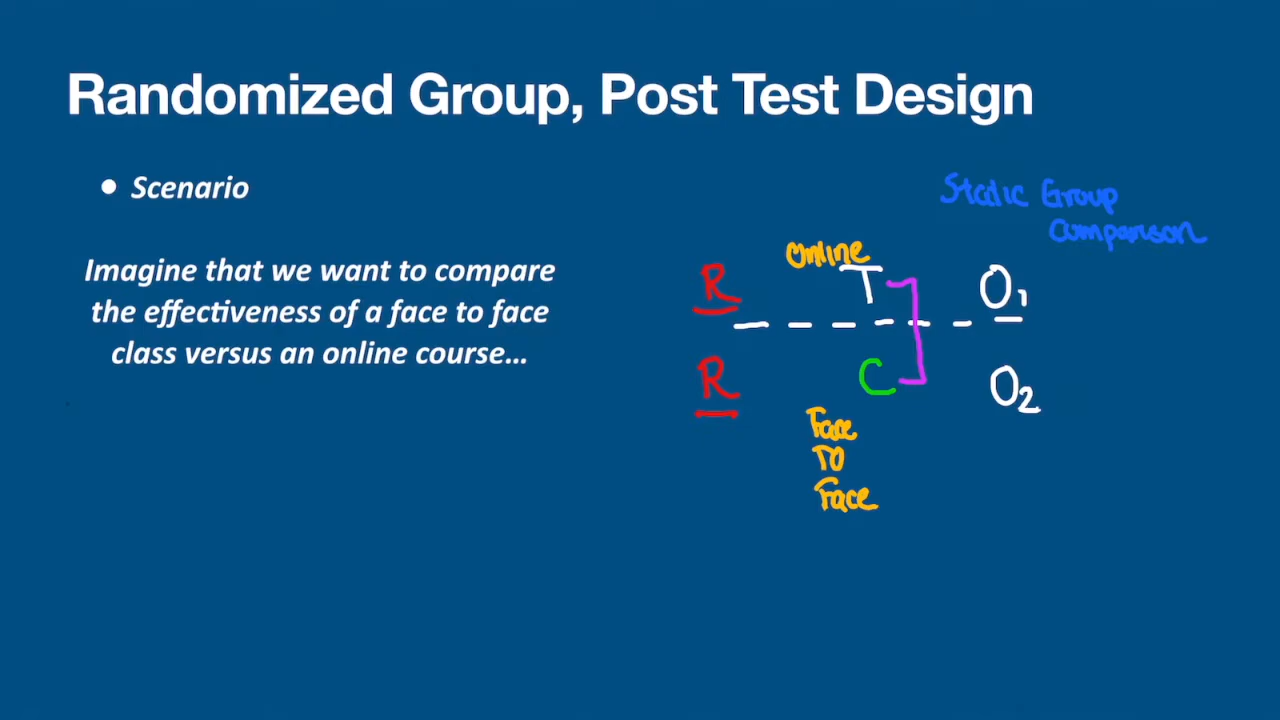 Randomized Group, Post Test Design
• Scenario
Imagine that we want to compare
the effectiveness of a face to face
class versus an online course...
Static Group
Comparison
Online
R T O1
R C O2
Face
To
Face